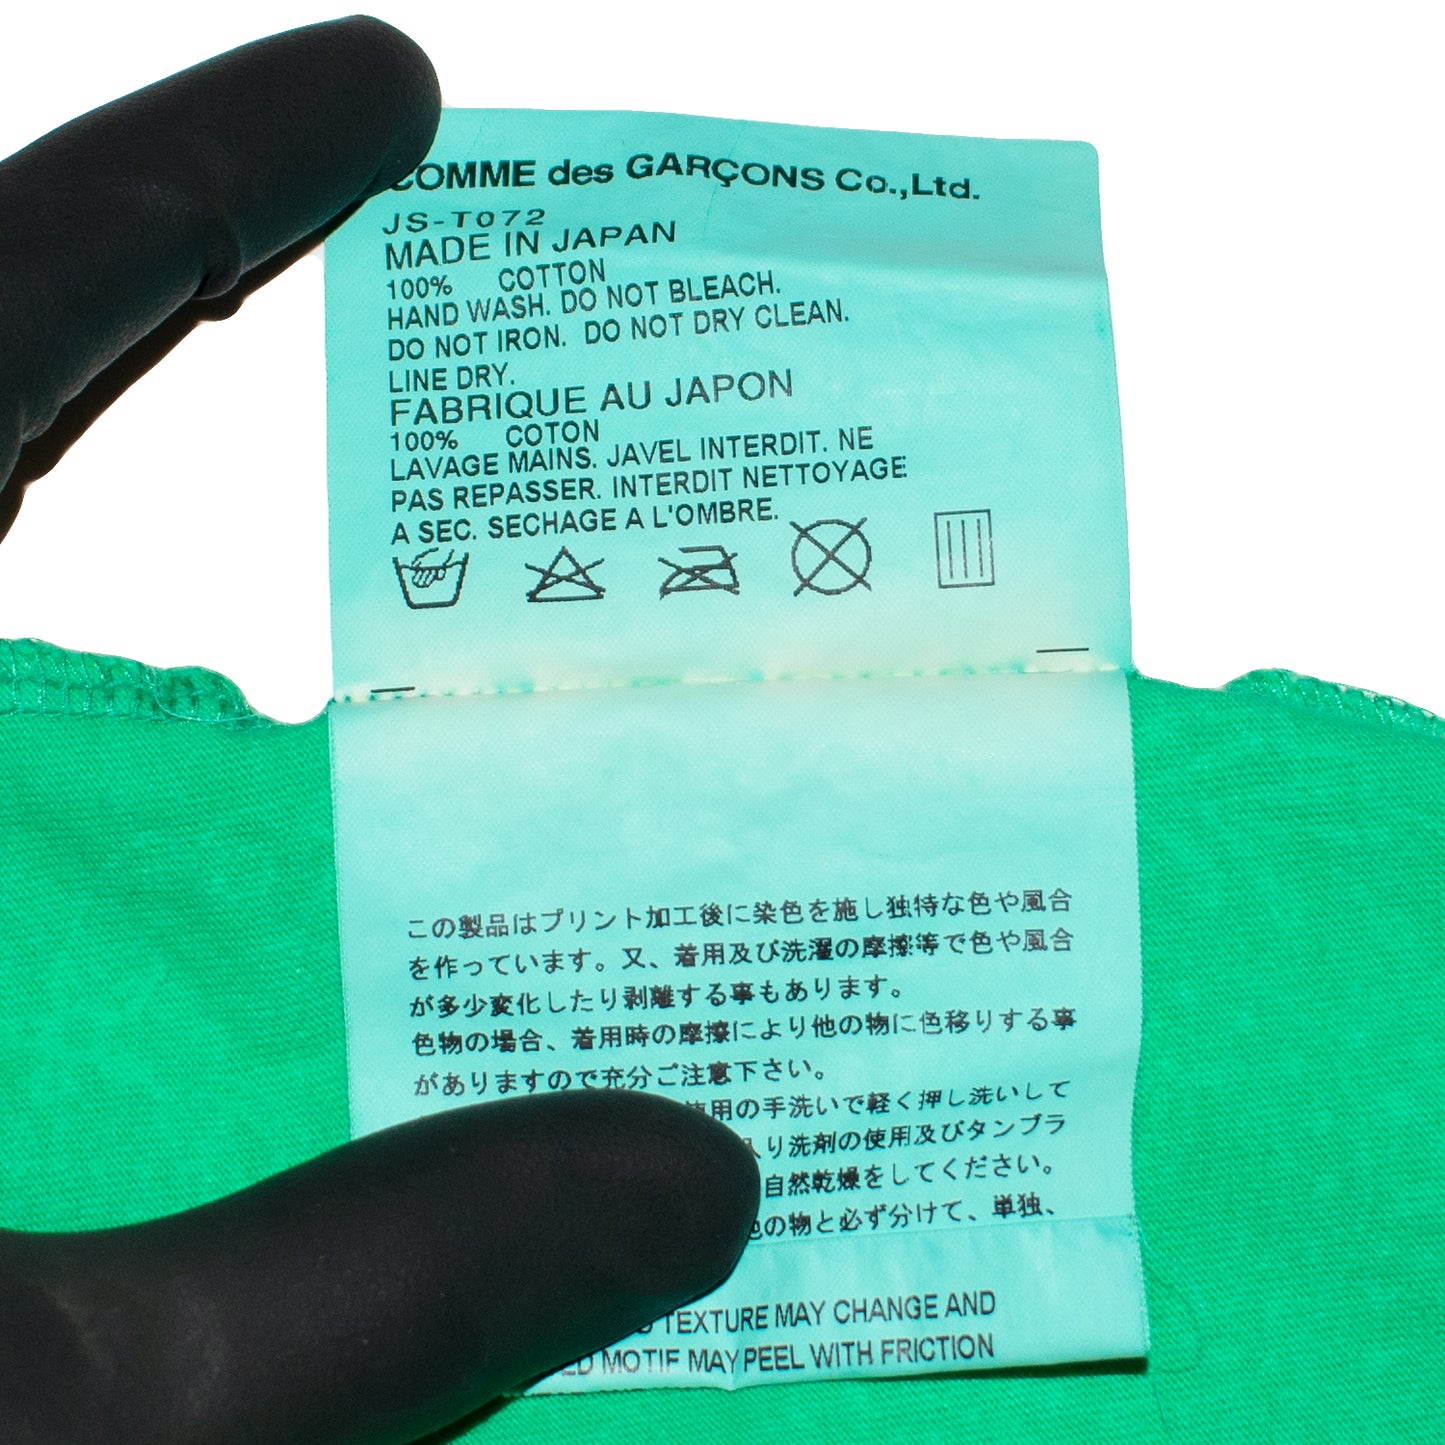 COMME des GARÇONS Co.,Ltd.
JS-T072
MADE IN JAPAN
100% COTTON
HAND WASH. DO NOT BLEACH.
DO NOT IRON. DO NOT DRY CLEAN.
LINE DRY.
FABRIQUE AU JAPON
100% COTON
LAVAGE MAINS. JAVEL INTERDIT. NE
PAS REPASSER. INTERDIT NETTOYAGE
A SEC. SECHAGE A L'OMBRE.
この製品はプリント加工後に染色を施し独特な色や風合
を作っています。又、着用及び洗濯の摩擦等で色や風合
が多少変化したり剥離する事もあります。
色物の場合、着用時の摩擦により他の物に色移りする事
がありますので充分ご注意下さい。
使用の手洗いで軽く押し洗いして
入り洗剤の使用及びタンブラ
自然乾燥をしてください。
の物と必ず分けて、単独、
TEXTURE MAY CHANGE AND
MOTIF MAY PEEL WITH FRICTION